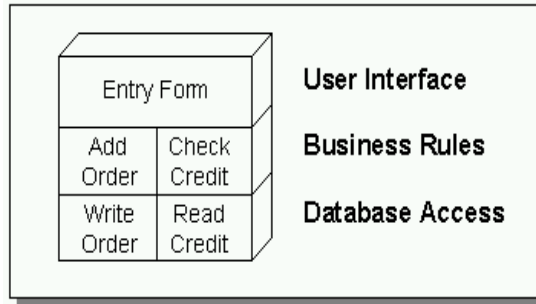 Entry Form
User Interface
Add
Order
Check
Credit
Business Rules
Write
Order
Read
Credit
Database Access